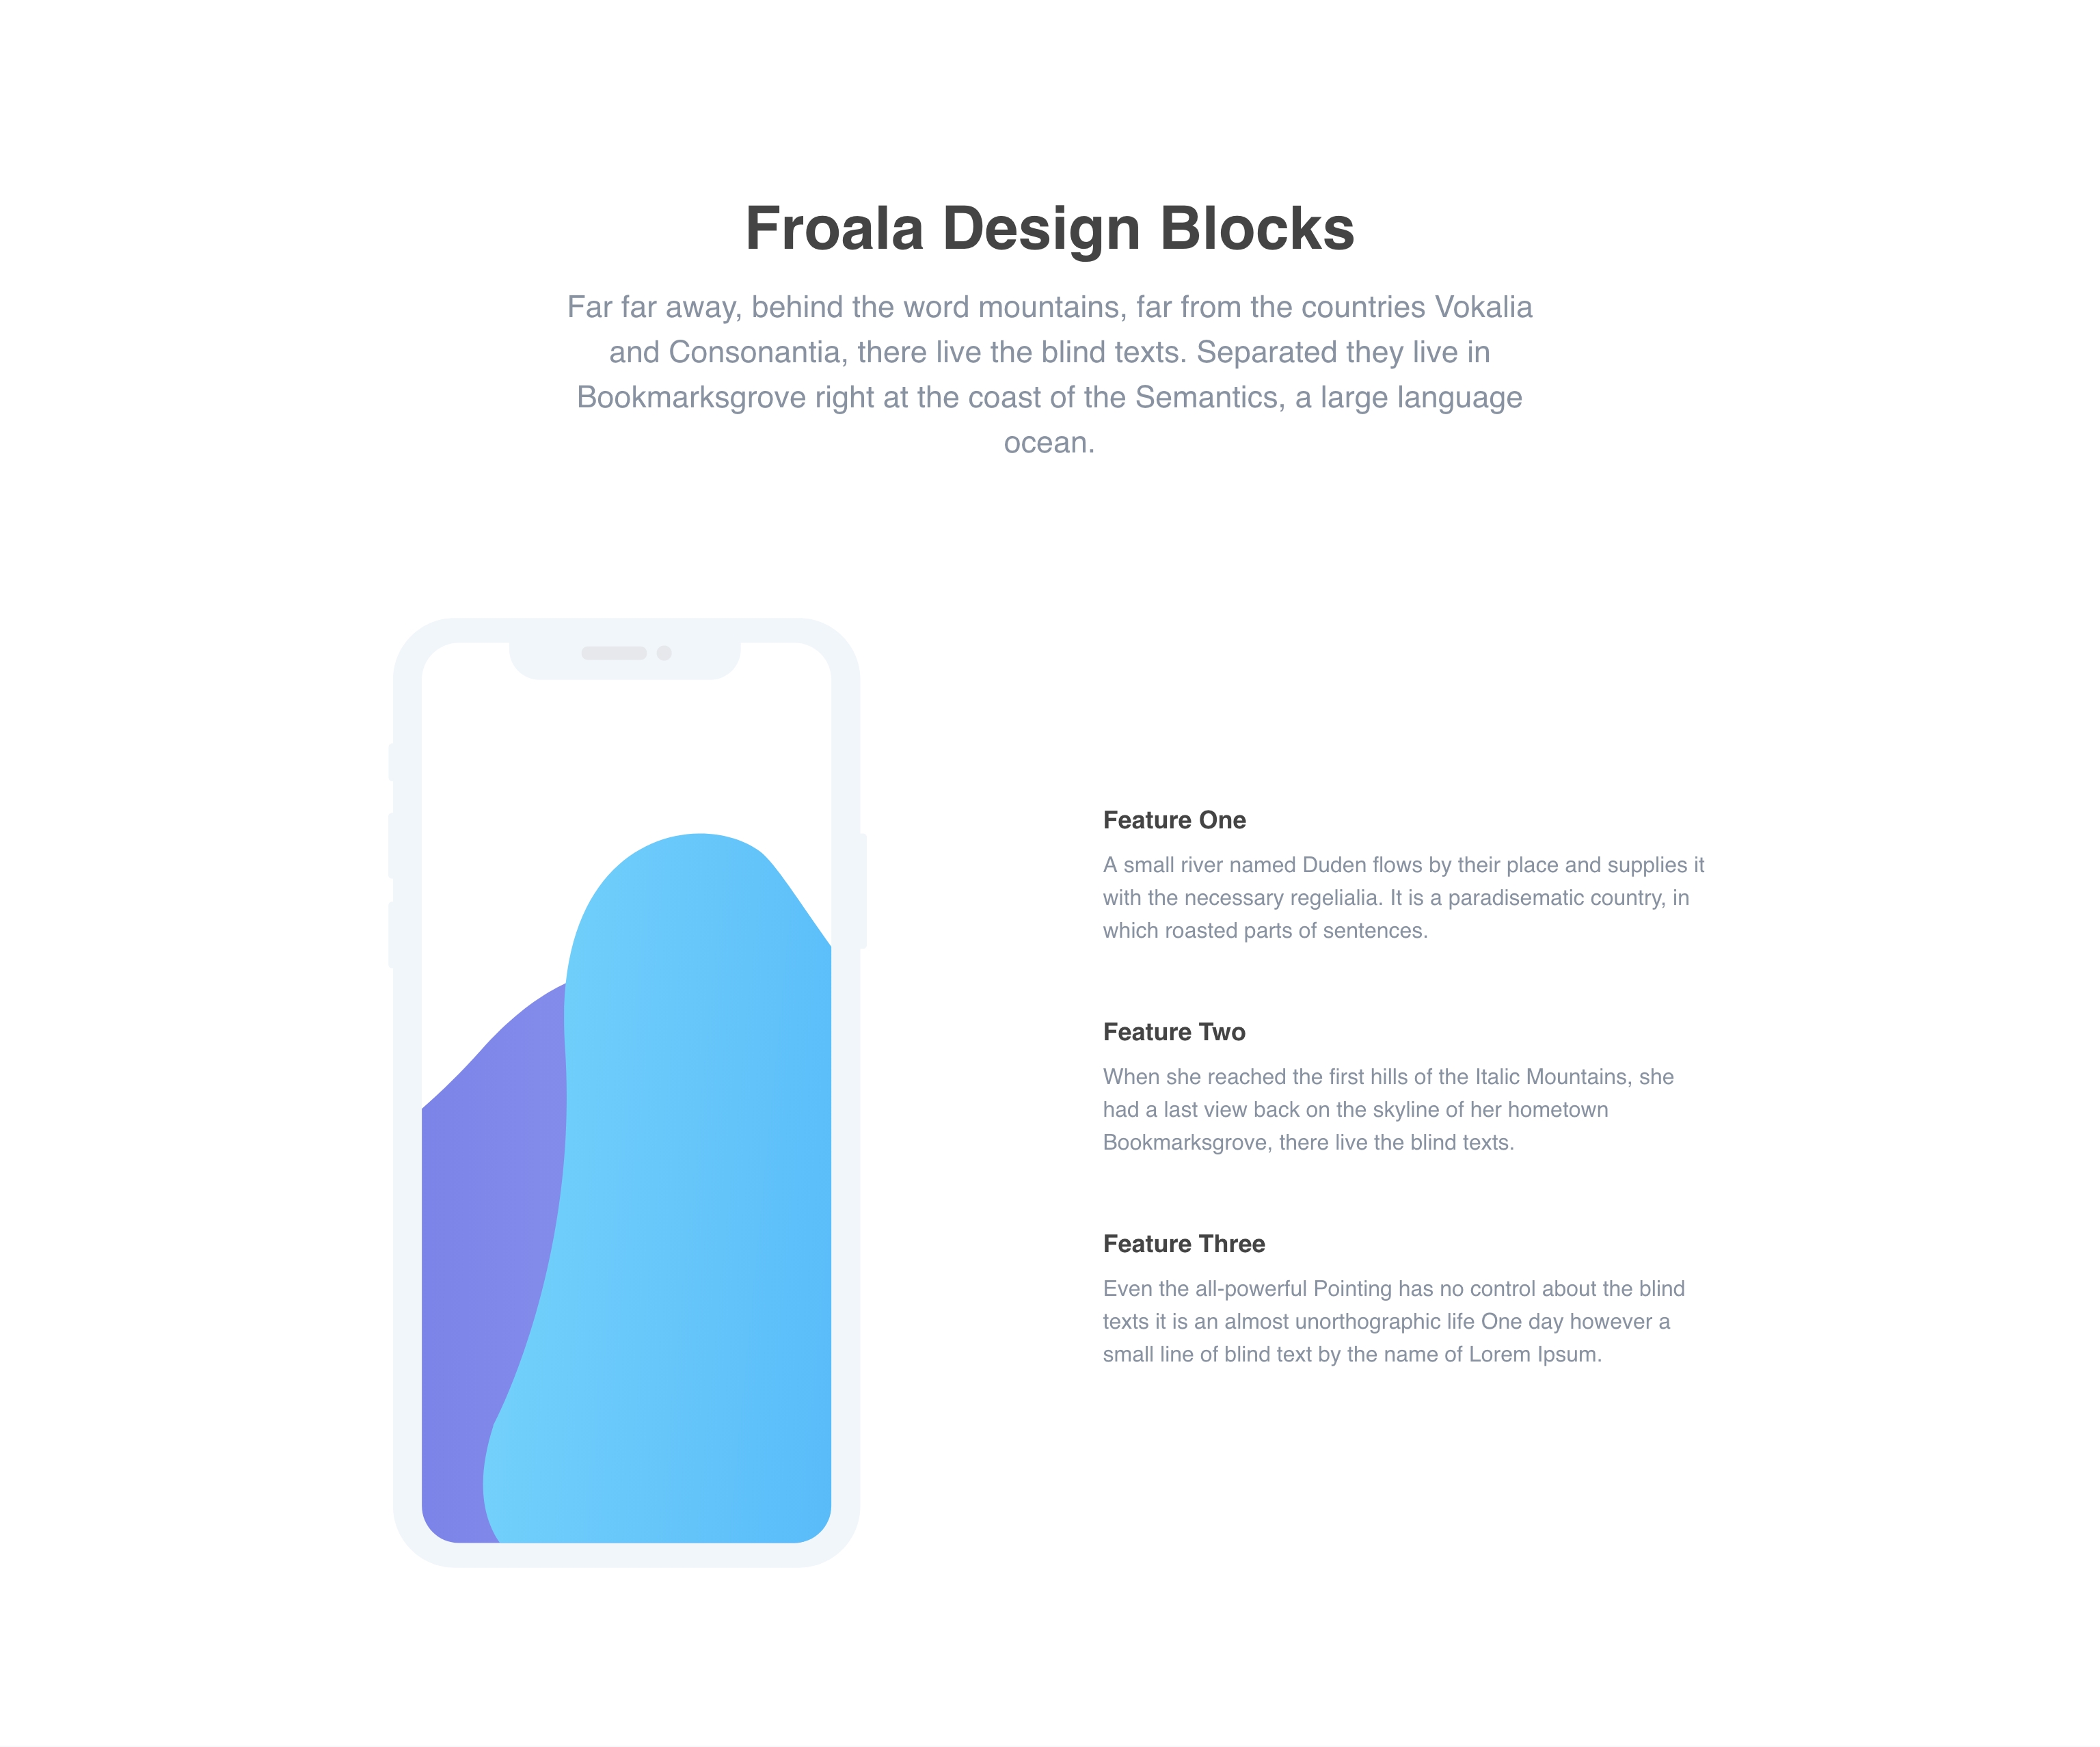 Froala Design Blocks
Far far away, behind the word mountains, far from the countries Vokalia
and Consonantia, there live the blind texts. Separated they live in
Bookmarksgrove right at the coast of the Semantics, a large language
ocean.
Feature One
A small river named Duden flows by their place and supplies it
with the necessary regelialia. It is a paradisematic country, in
which roasted parts of sentences.
Feature Two
When she reached the first hills of the Italic Mountains, she
had a last view back on the skyline of her hometown
Bookmarksgrove, there live the blind texts.
Feature Three
Even the all-powerful Pointing has no control about the blind
texts it is an almost unorthographic life One day however a
small line of blind text by the name of Lorem Ipsum.